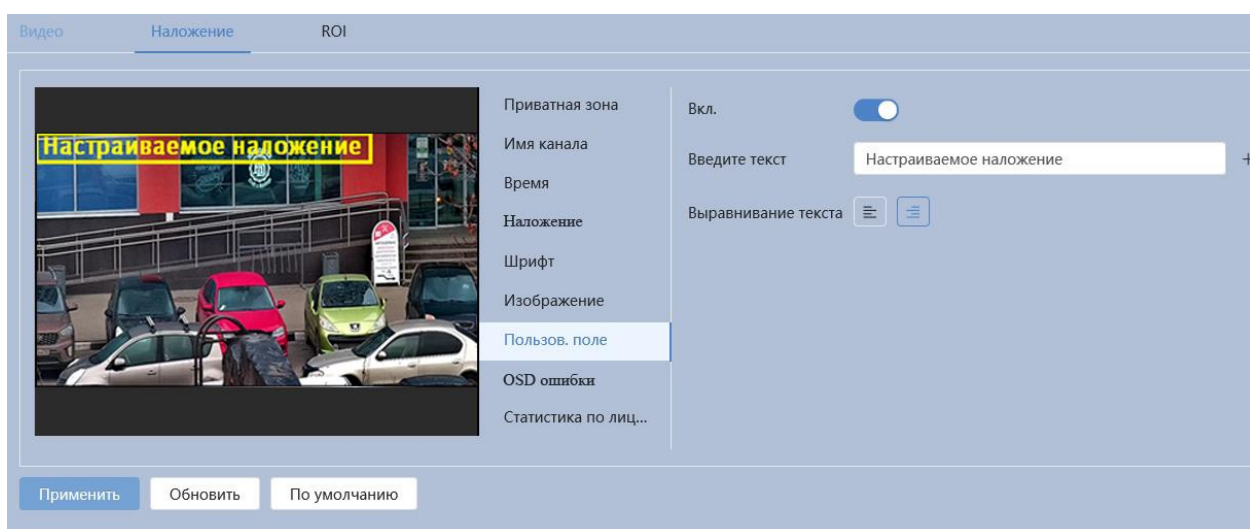 Видео Наложение ROI
Настраиваемое наложение
Приватная зона
Имя канала
Время
Наложение
Шрифт
Изображение
Пользов. поле
OSD ошибки
Статистика по лиц...
Вкл.
Введите текст Настраиваемое наложение +
Выравнивание текста
Применить Обновить По умолчанию